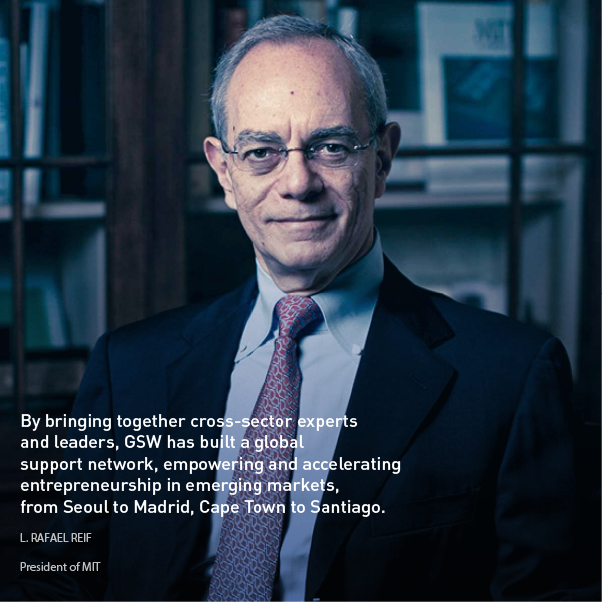 By bringing together cross-sector experts
and leaders, GSW has built a global
support network, empowering and accelerating
entrepreneurship in emerging markets,
from Seoul to Madrid, Cape Town to Santiago.
L. RAFAEL REIF
President of MIT